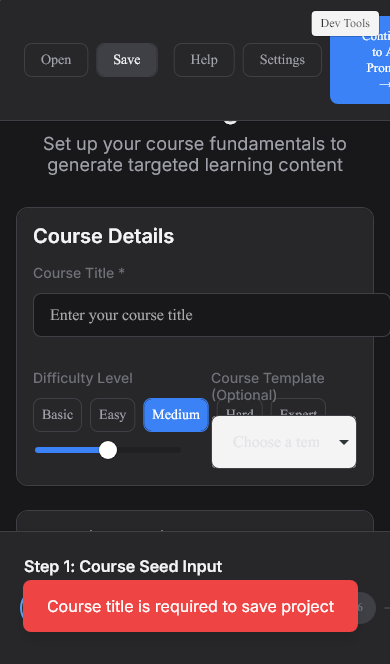 Dev Tools
Open
Save
Help
Settings
to A
→
Set up your course fundamentals to
generate targeted learning content
Course Details
Course Title *
Enter your course title
Difficulty Level
Course Template
(Optional)
Basic
Easy
Medium
Hard
Expert
Choose a tem
Step 1: Course Seed Input
Course title is required to save project
6